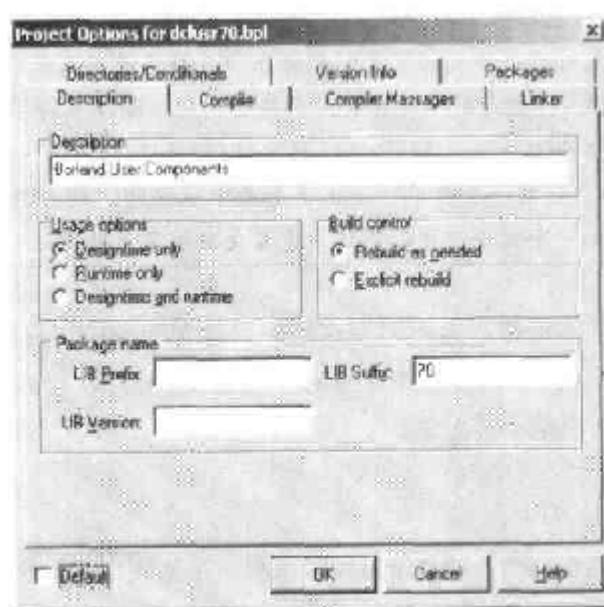 Project Options for dclusr70.bpl
Directories/Conditionals Version Info Packages
Description Compiler Compiler Messages Linker
Description
Borland User Components
Usage options
Designtime only
Runtime only
Designtime and runtime
Build control
Rebuild as needed
Explicit rebuild
Package name
LIB Prefix: LIB Suffix: 70
LIB Version:
Default OK Cancel Help